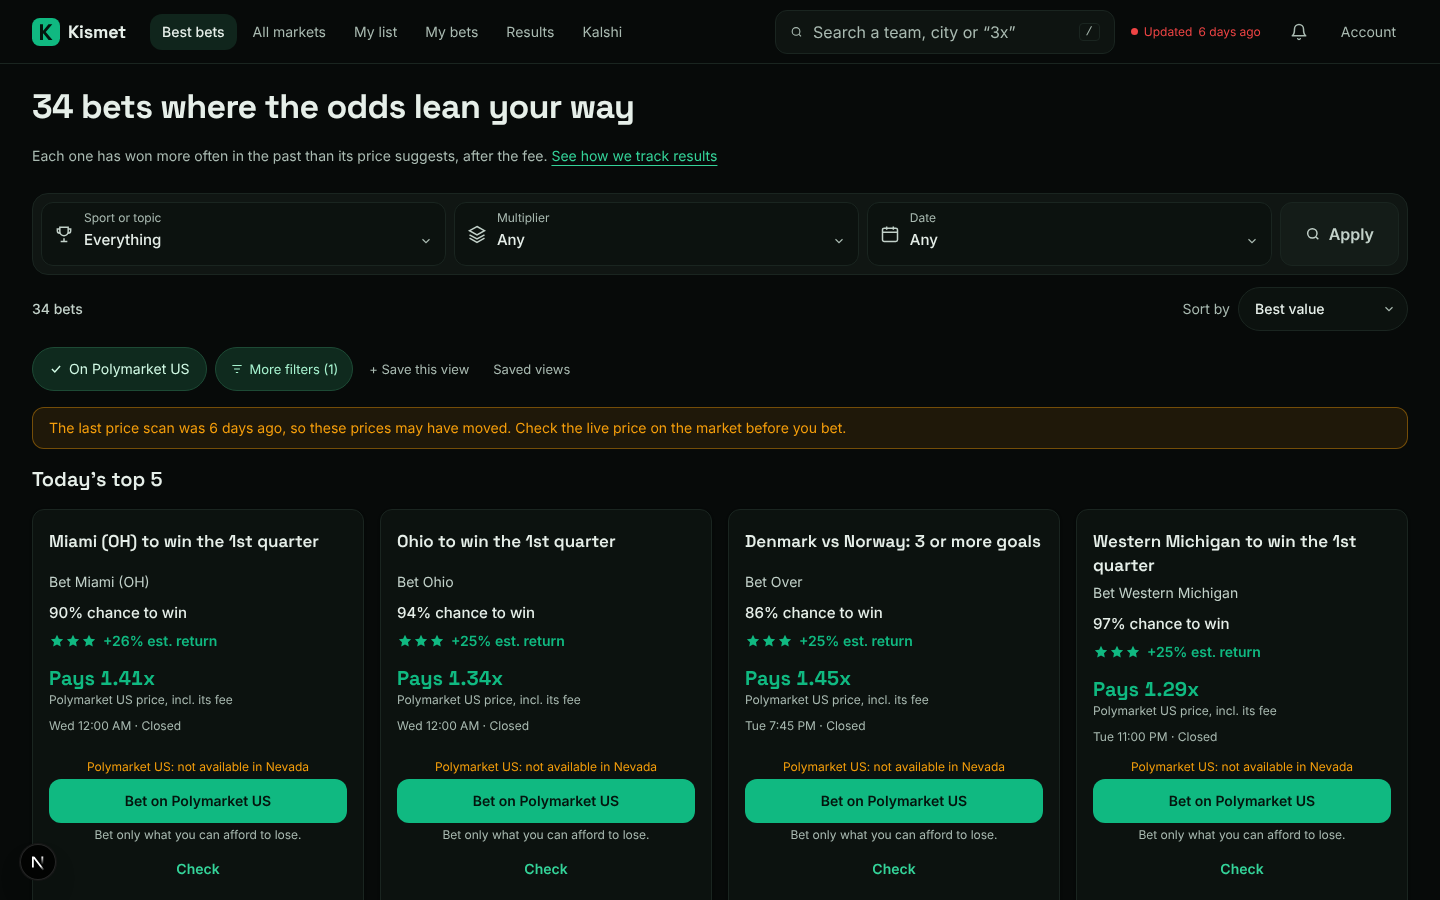 K Kismet
Best bets
All markets
My list
My bets
Results
Kalshi
Search a team, city or “3x”
/
Updated 6 days ago
Account
34 bets where the odds lean your way
Each one has won more often in the past than its price suggests, after the fee. See how we track results
Sport or topic
Everything
Multiplier
Any
Date
Any
Apply
34 bets
Sort by
Best value
On Polymarket US
More filters (1)
+ Save this view
Saved views
The last price scan was 6 days ago, so these prices may have moved. Check the live price on the market before you bet.
Today’s top 5
Miami (OH) to win the 1st quarter
Bet Miami (OH)
90% chance to win
+26% est. return
Pays 1.41x
Polymarket US price, incl. its fee
Wed 12:00 AM · Closed
Polymarket US: not available in Nevada
Bet on Polymarket US
Bet only what you can afford to lose.
Check
Ohio to win the 1st quarter
Bet Ohio
94% chance to win
+25% est. return
Pays 1.34x
Polymarket US price, incl. its fee
Wed 12:00 AM · Closed
Polymarket US: not available in Nevada
Bet on Polymarket US
Bet only what you can afford to lose.
Check
Denmark vs Norway: 3 or more goals
Bet Over
86% chance to win
+25% est. return
Pays 1.45x
Polymarket US price, incl. its fee
Tue 7:45 PM · Closed
Polymarket US: not available in Nevada
Bet on Polymarket US
Bet only what you can afford to lose.
Check
Western Michigan to win the 1st
quarter
Bet Western Michigan
97% chance to win
+25% est. return
Pays 1.29x
Polymarket US price, incl. its fee
Tue 11:00 PM · Closed
Polymarket US: not available in Nevada
Bet on Polymarket US
Bet only what you can afford to lose.
Check
N